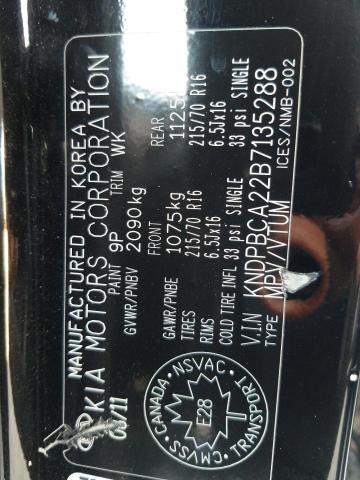 MANUFACTURED IN KOREA BY
KIA MOTORS CORPORATION
PAINT 9P TRIM WK
GVWR/PNBV 2090kg
FRONT REAR
GAWR/PNBE 1075kg 1125
TIRES 215/70 R16 215/70 R16
RIMS 6.5Jx16 6.5Jx16
COLD TIRE INFL 33 psi SINGLE 33 psi SINGLE
V.I.N KNDPBCA22B7135288
TYPE MPV/VTUM ICES/NMB-002
CANADA NSVAC TRANSPORT CMVSS
E28